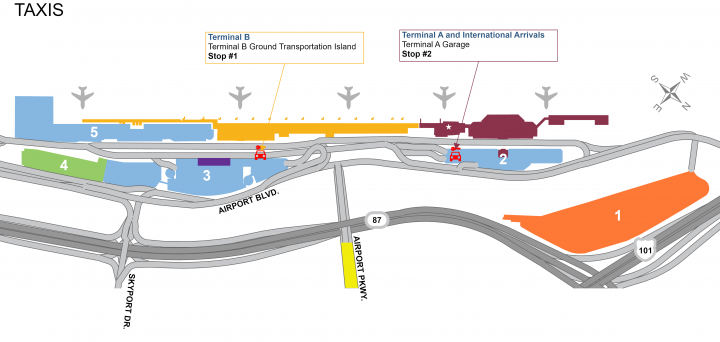 TAXIS
Terminal B
Terminal B Ground Transportation Island
Stop #1
Terminal A and International Arrivals
Terminal A Garage
Stop #2
S
W
E
N
5
4
3
2
1
AIRPORT BLVD.
87
101
SKYPORT DR.
AIRPORT PKWY.